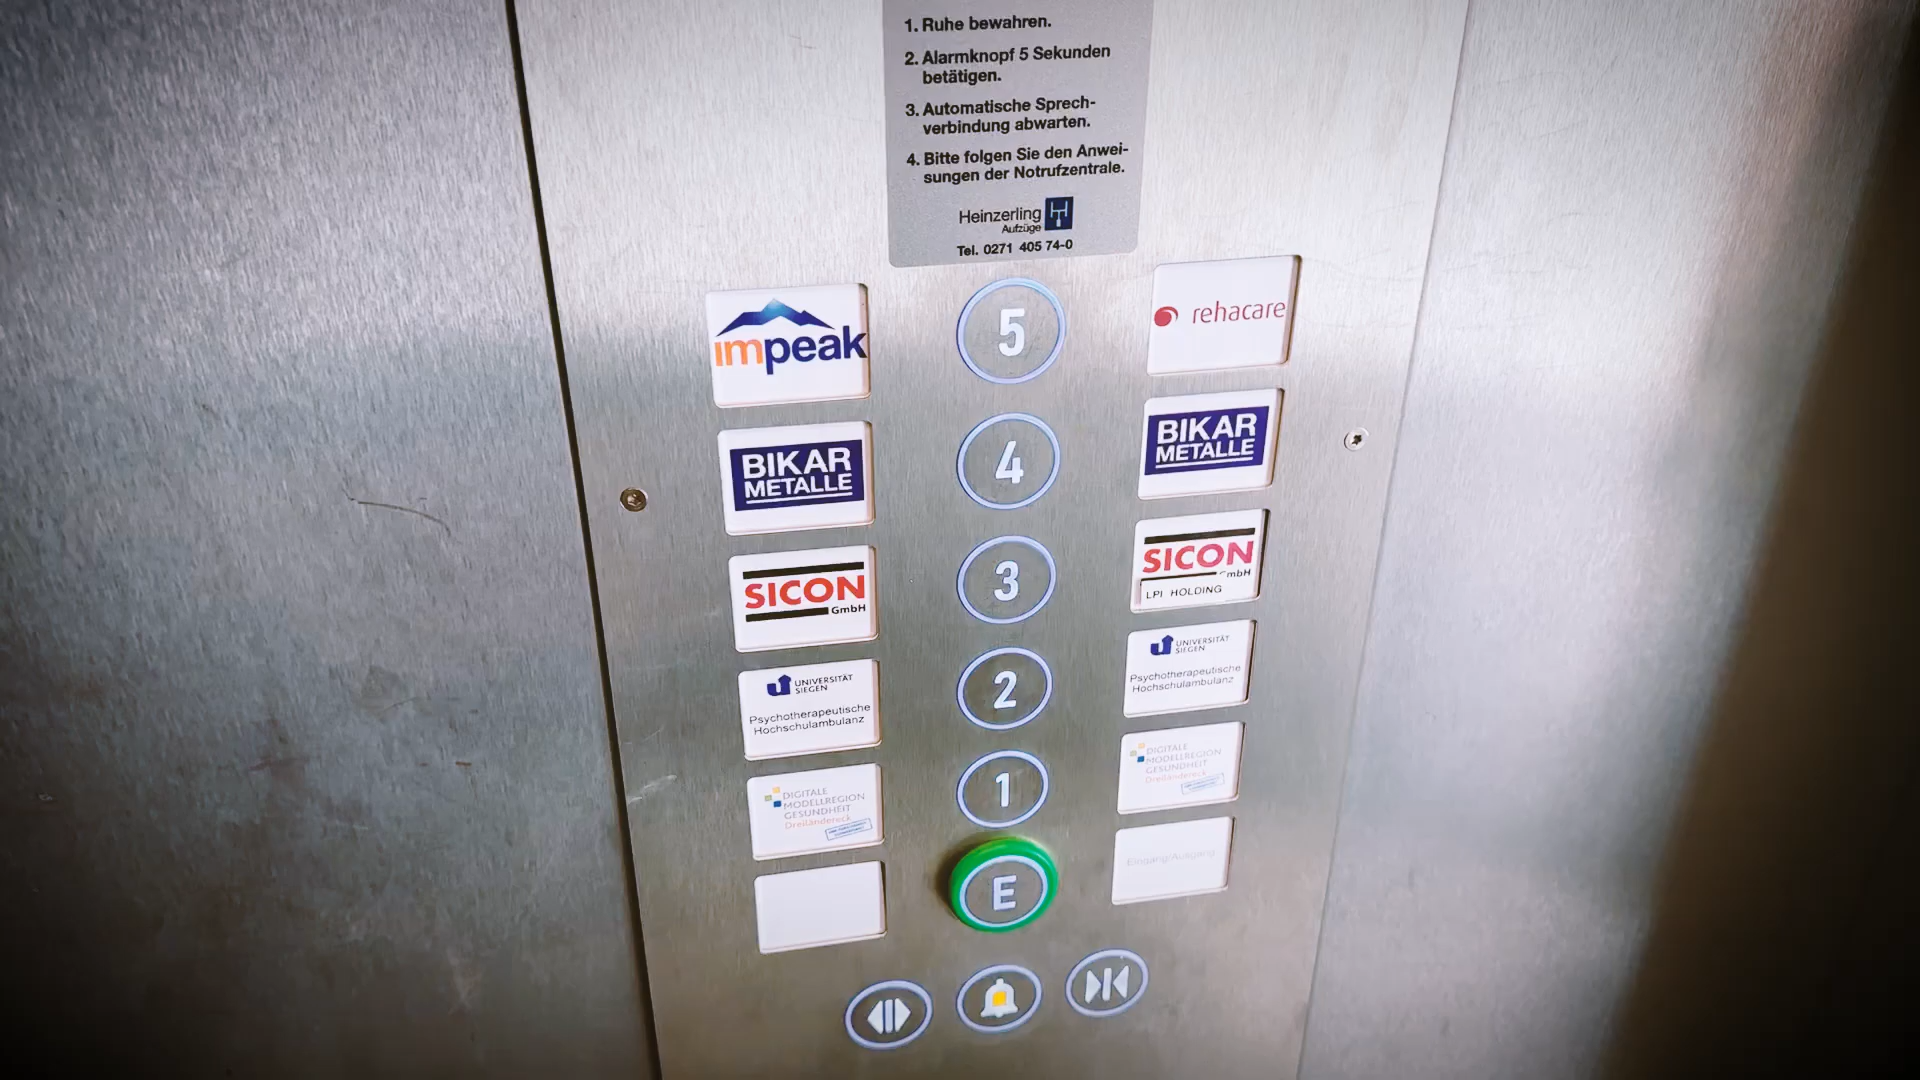 1. Ruhe bewahren.
2. Alarmknopf 5 Sekunden
betätigen.
3. Automatische Sprech-
verbindung abwarten.
4. Bitte folgen Sie den Anwei-
sungen der Notrufzentrale.
Heinzerling
Aufzüge
Tel. 0271 405 74-0
impeak
5
rehacare
BIKAR
METALLE
4
BIKAR
METALLE
SICON
GmbH
3
SICON
GmbH
LPI HOLDING
UNIVERSITÄT
SIEGEN
Psychotherapeutische
Hochschulambulanz
2
UNIVERSITÄT
SIEGEN
Psychotherapeutische
Hochschulambulanz
DIGITALE
MODELLREGION
GESUNDHEIT
Dreiländereck
1
DIGITALE
MODELLREGION
GESUNDHEIT
Dreiländereck
E
Eingang/Ausgang